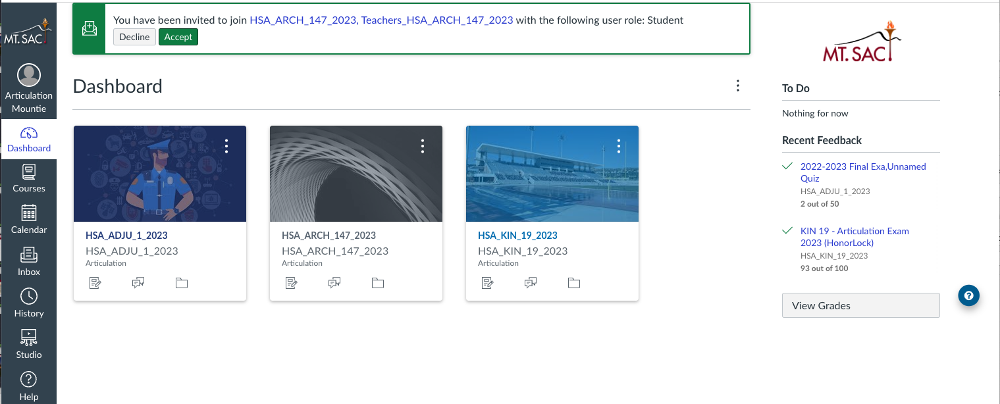 You have been invited to join HSA_ARCH_147_2023, Teachers_HSA_ARCH_147_2023 with the following user role: Student
Decline
Accept
MT. SAC
Articulation
Mountie
Dashboard
Courses
Calendar
Inbox
History
Studio
Help
Dashboard
HSA_ADJU_1_2023
HSA_ADJU_1_2023
Articulation
HSA_ARCH_147_2023
HSA_ARCH_147_2023
Articulation
HSA_KIN_19_2023
HSA_KIN_19_2023
Articulation
MT. SAC
To Do
Nothing for now
Recent Feedback
2022-2023 Final Exa,Unnamed
Quiz
HSA_ADJU_1_2023
2 out of 50
KIN 19 - Articulation Exam
2023 (HonorLock)
HSA_KIN_19_2023
93 out of 100
View Grades